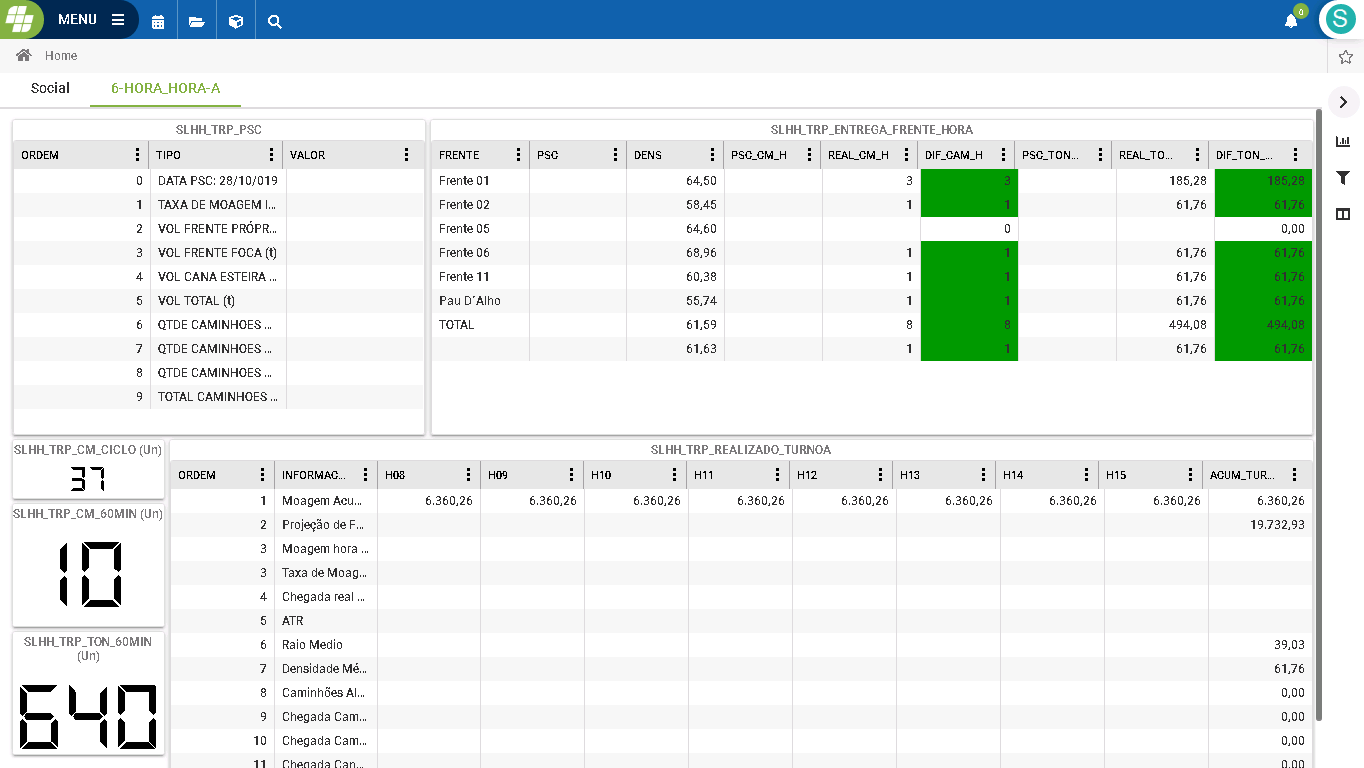 MENU
0
S
Home
Social 6-HORA_HORA-A
SLHH_TRP_PSC
ORDEM TIPO VALOR
0 DATA PSC: 28/10/019
1 TAXA DE MOAGEM I...
2 VOL FRENTE PRÓPR...
3 VOL FRENTE FOCA (t)
4 VOL CANA ESTEIRA ...
5 VOL TOTAL (t)
6 QTDE CAMINHOES ...
7 QTDE CAMINHOES ...
8 QTDE CAMINHOES ...
9 TOTAL CAMINHOES ...
SLHH_TRP_ENTREGA_FRENTE_HORA
FRENTE PSC DENS PSC_CM_H REAL_CM_H DIF_CAM_H PSC_TON... REAL_TO... DIF_TON_...
Frente 01 64,50 3 3 185,28 185,28
Frente 02 58,45 1 1 61,76 61,76
Frente 05 64,60 0 0,00
Frente 06 68,96 1 1 61,76 61,76
Frente 11 60,38 1 1 61,76 61,76
Pau D´Alho 55,74 1 1 61,76 61,76
TOTAL 61,59 8 8 494,08 494,08
61,63 1 1 61,76 61,76
SLHH_TRP_CM_CICLO (Un)
37
SLHH_TRP_CM_60MIN (Un)
10
SLHH_TRP_TON_60MIN
(Un)
640
SLHH_TRP_REALIZADO_TURNOA
ORDEM INFORMAC... H08 H09 H10 H11 H12 H13 H14 H15 ACUM_TUR...
1 Moagem Acu... 6.360,26 6.360,26 6.360,26 6.360,26 6.360,26 6.360,26 6.360,26 6.360,26 6.360,26
2 Projeção de F... 19.732,93
3 Moagem hora ...
3 Taxa de Moag...
4 Chegada real ...
5 ATR
6 Raio Medio 39,03
7 Densidade Mé... 61,76
8 Caminhões Al... 0,00
9 Chegada Cam... 0,00
10 Chegada Cam... 0,00
11 Chegada Can... 0,00